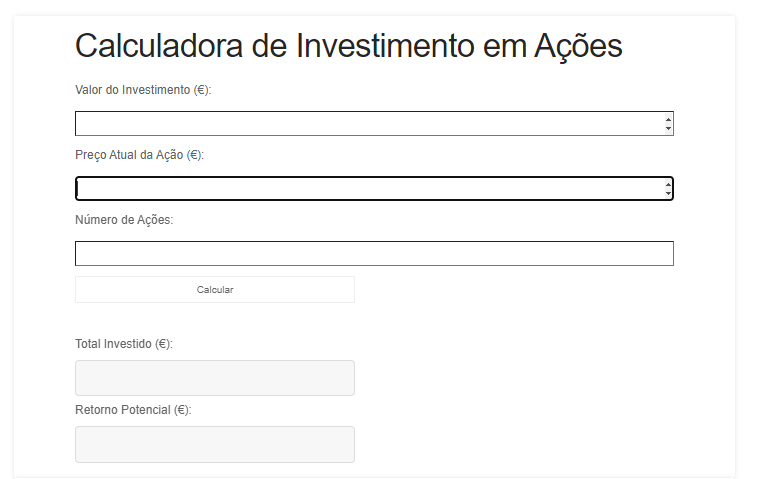 Calculadora de Investimento em Ações
Valor do Investimento (€):
Preço Atual da Ação (€):
Número de Ações:
Calcular
Total Investido (€):
Retorno Potencial (€):